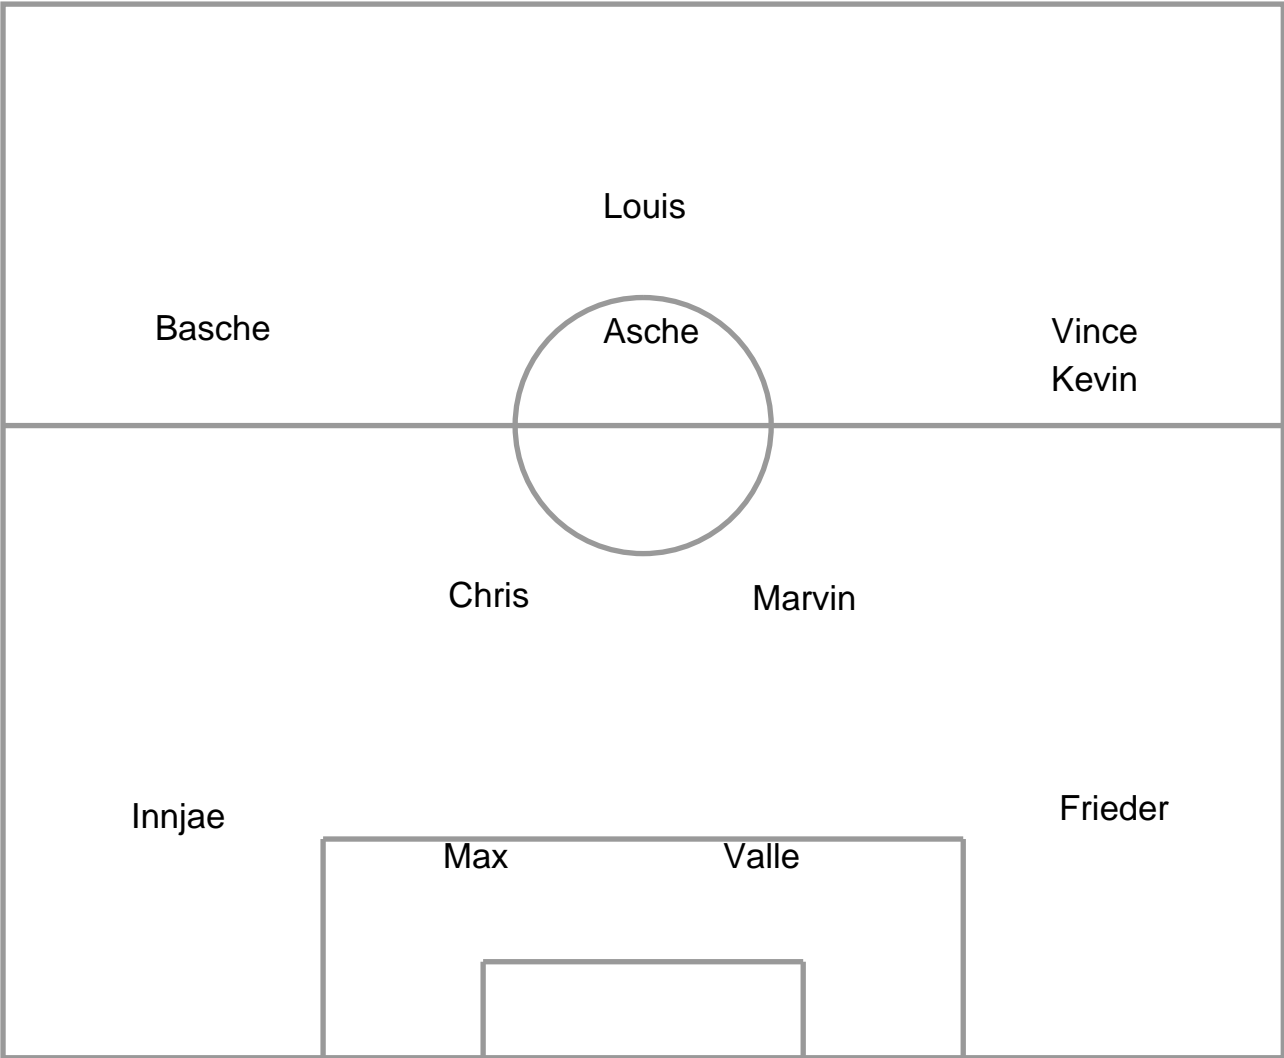 Louis
Basche
Asche
Vince
Kevin
Chris
Marvin
Innjae
Frieder
Max
Valle